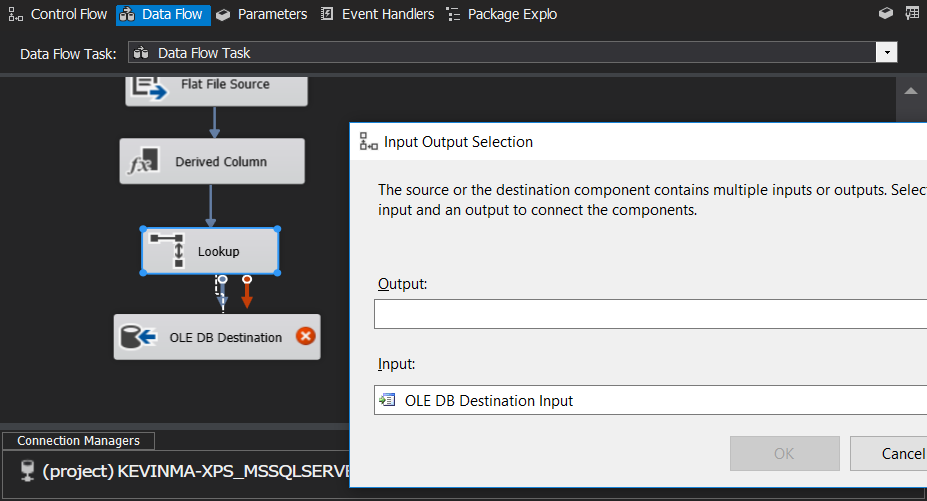 Control Flow Data Flow Parameters Event Handlers Package Explo
Data Flow Task: Data Flow Task
Flat File Source
Input Output Selection
Derived Column
fx
The source or the destination component contains multiple inputs or outputs. Selec
input and an output to connect the components.
Lookup
Output:
OLE DB Destination
Input:
OLE DB Destination Input
Connection Managers
OK Cancel
(project) KEVINMA-XPS_MSSQLSERVE